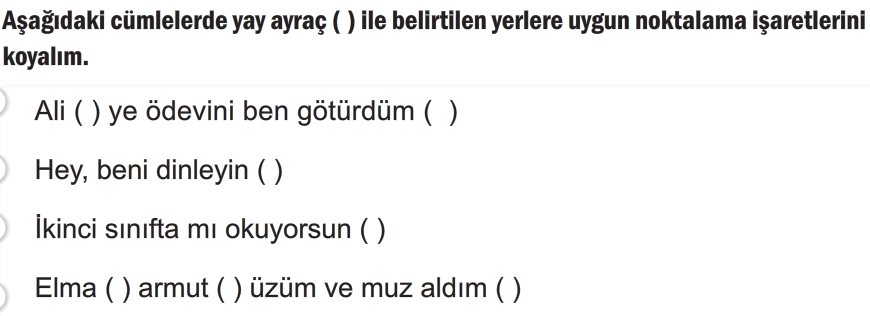 Aşağıdaki cümlelerde yay ayraç ( ) ile belirtilen yerlere uygun noktalama işaretlerini
koyalım.
Ali ( ) ye ödevini ben götürdüm (  )
Hey, beni dinleyin ( )
İkinci sınıfta mı okuyorsun ( )
Elma ( ) armut ( ) üzüm ve muz aldım ( )